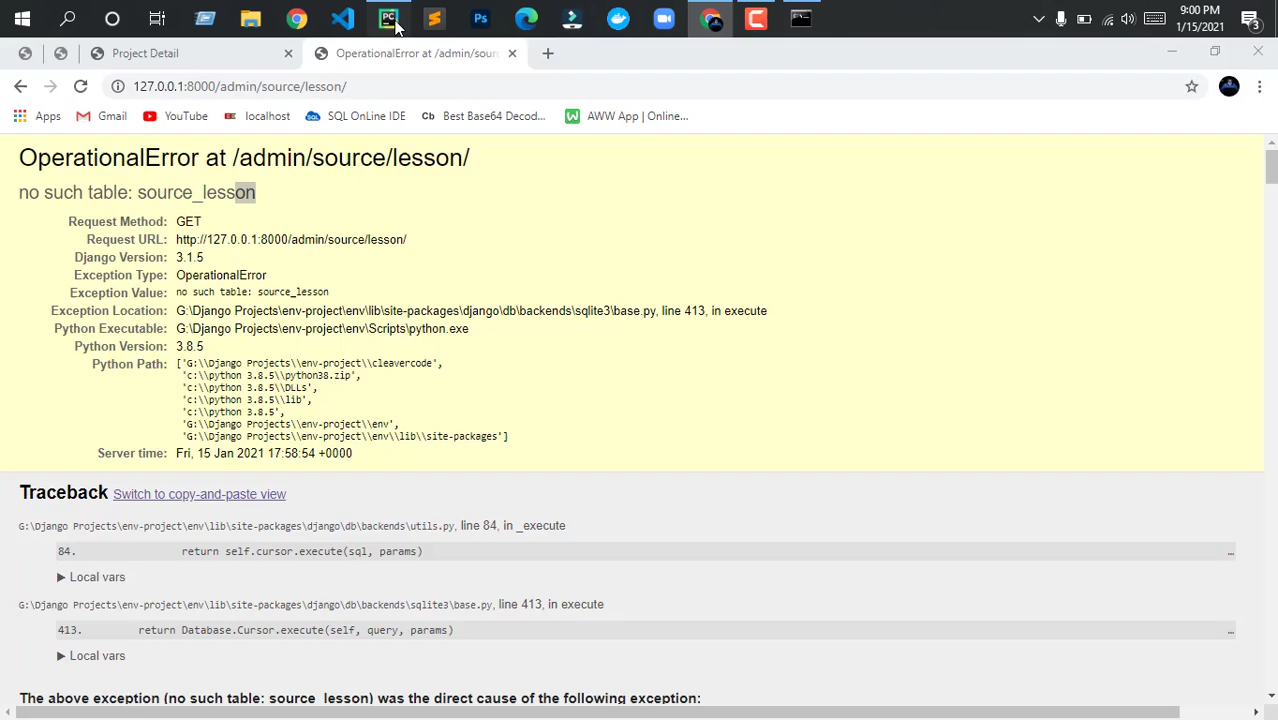 PC
Ps
9:00 PM
1/15/2021
3
Project Detail
OperationalError at /admin/sour
127.0.0.1:8000/admin/source/lesson/
Apps
Gmail
YouTube
localhost
SQL OnLine IDE
Cb Best Base64 Decod...
AWW App | Online...
OperationalError at /admin/source/lesson/
no such table: source_lesson
Request Method: GET
Request URL: http://127.0.0.1:8000/admin/source/lesson/
Django Version: 3.1.5
Exception Type: OperationalError
Exception Value: no such table: source_lesson
Exception Location: G:\Django Projects\env-project\env\lib\site-packages\django\db\backends\sqlite3\base.py, line 413, in execute
Python Executable: G:\Django Projects\env-project\env\Scripts\python.exe
Python Version: 3.8.5
Python Path: ['G:\\Django Projects\\env-project\\cleavercode',
'c:\\python 3.8.5\\python38.zip',
'c:\\python 3.8.5\\DLLs',
'c:\\python 3.8.5\\lib',
'c:\\python 3.8.5',
'G:\\Django Projects\\env-project\\env',
'G:\\Django Projects\\env-project\\env\\lib\\site-packages']
Server time: Fri, 15 Jan 2021 17:58:54 +0000
Traceback Switch to copy-and-paste view
G:\Django Projects\env-project\env\lib\site-packages\django\db\backends\utils.py, line 84, in _execute
84. return self.cursor.execute(sql, params) …
▶ Local vars
G:\Django Projects\env-project\env\lib\site-packages\django\db\backends\sqlite3\base.py, line 413, in execute
413. return Database.Cursor.execute(self, query, params) …
▶ Local vars
The above exception (no such table: source_lesson) was the direct cause of the following exception: